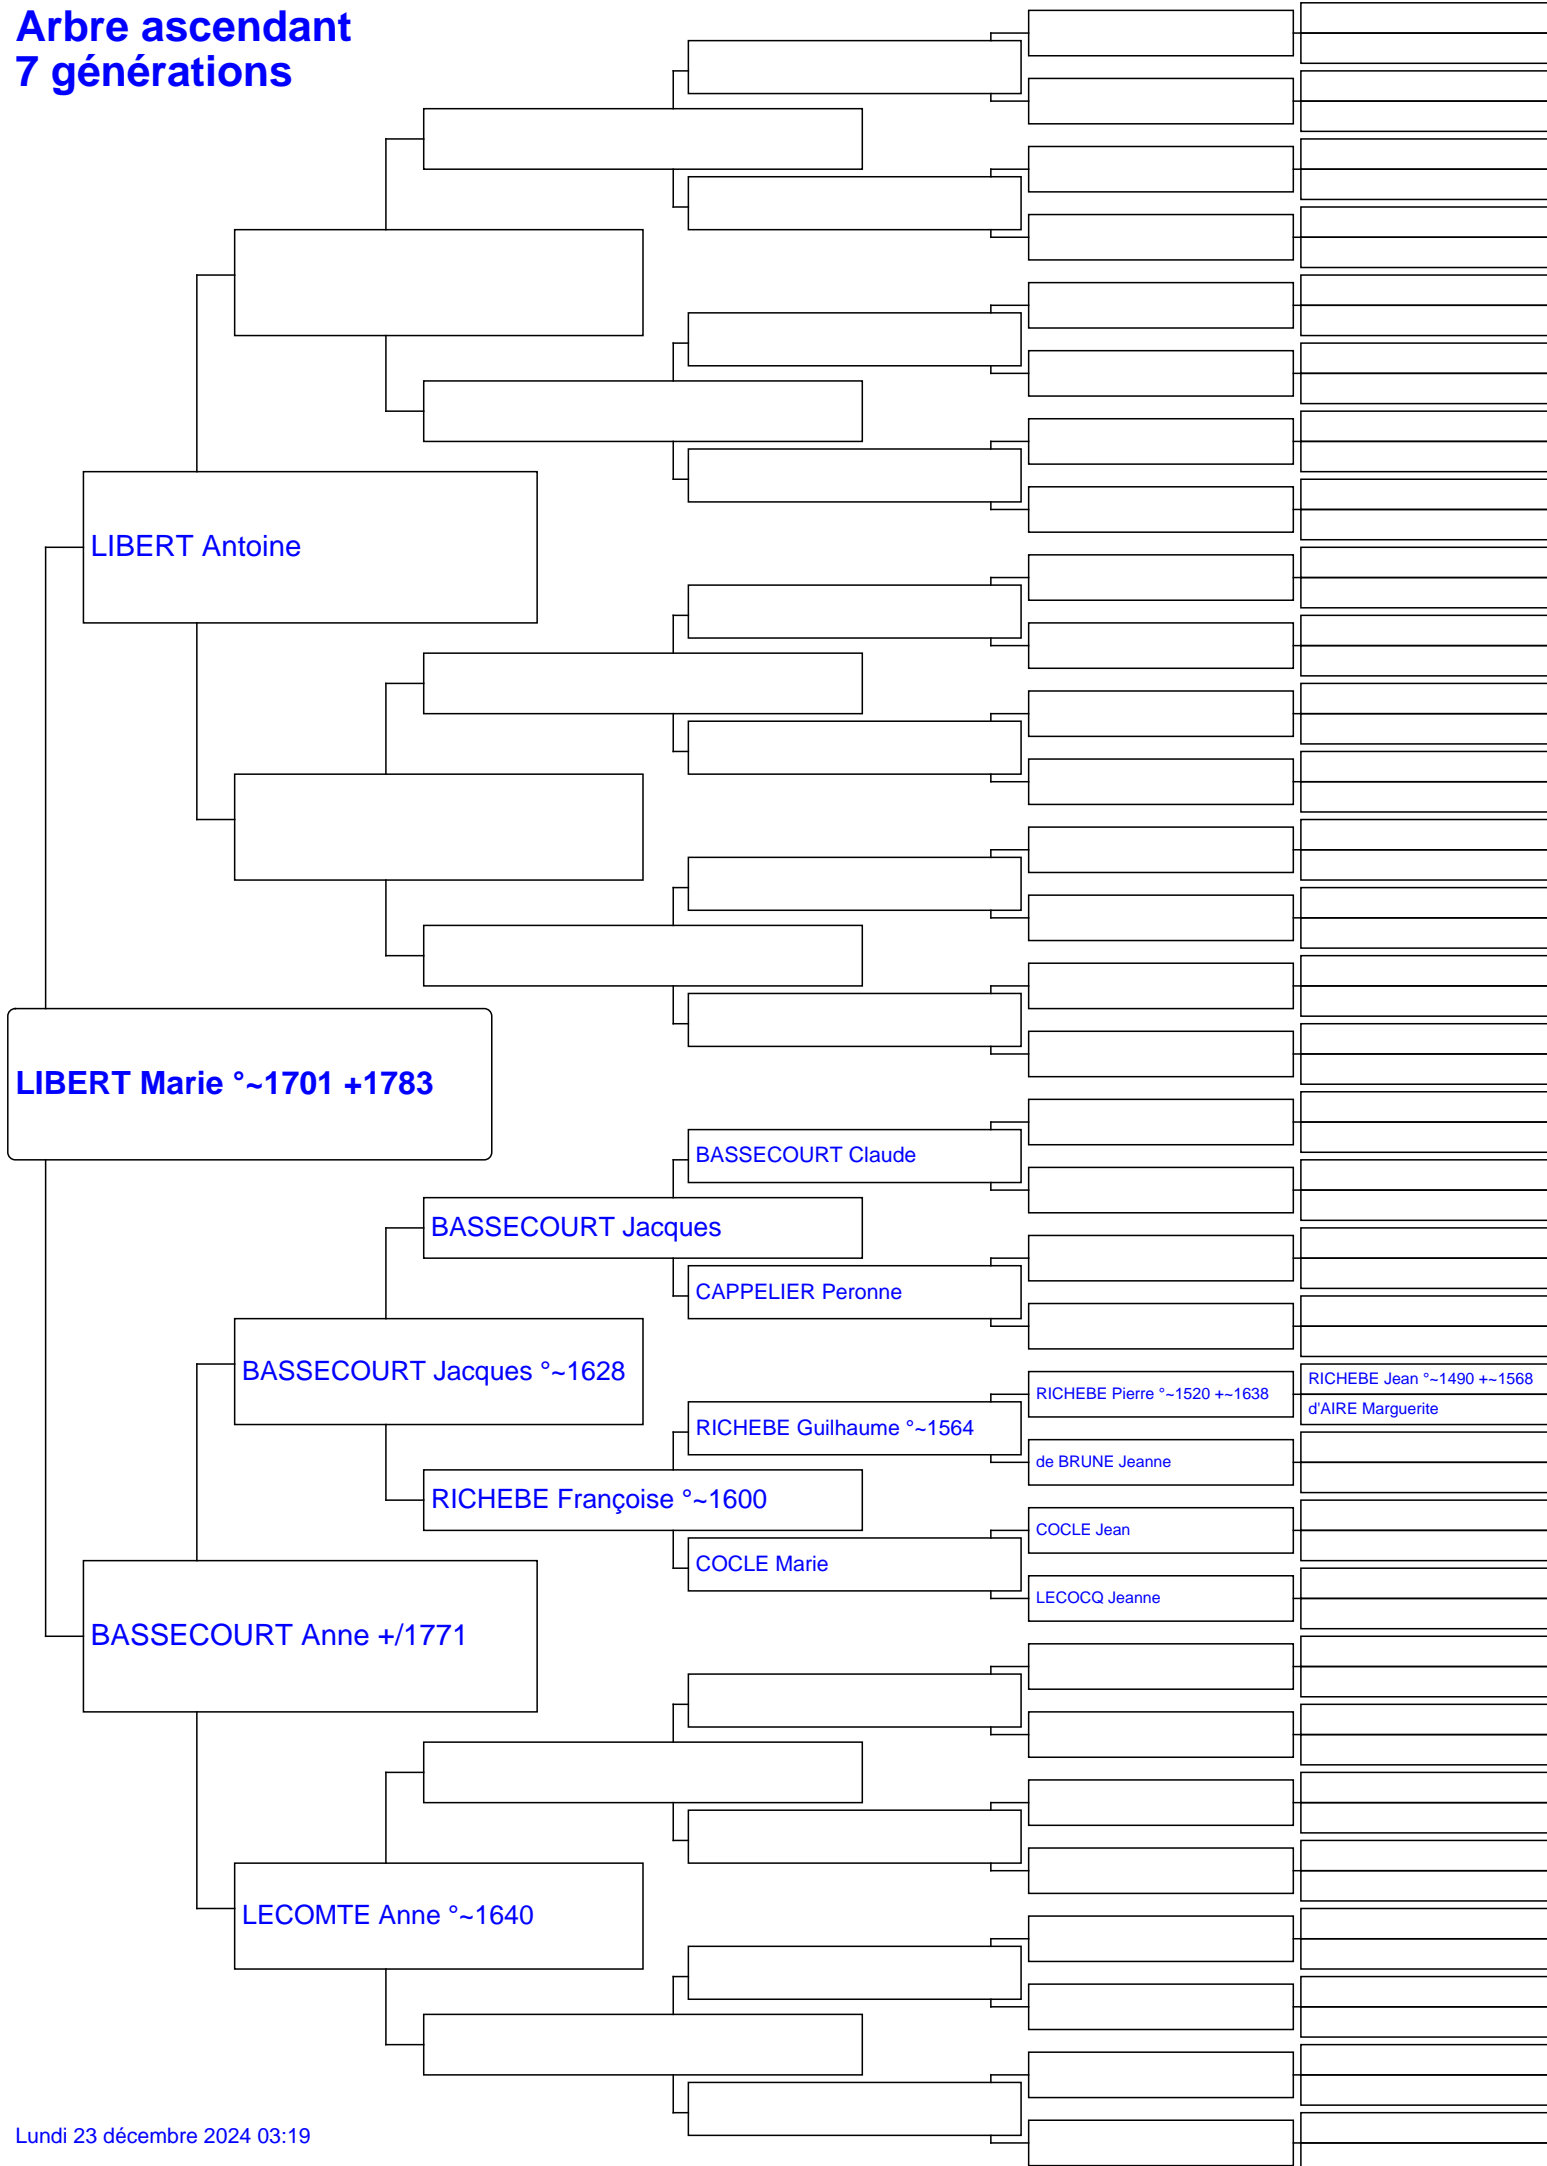 Arbre ascendant
7 générations
LIBERT Antoine
LIBERT Marie °~1701 +1783
BASSECOURT Claude
BASSECOURT Jacques
CAPPELIER Peronne
BASSECOURT Jacques °~1628
RICHEBE Jean °~1490 +~1568
RICHEBE Pierre °~1520 +~1638
d'AIRE Marguerite
RICHEBE Guilhaume °~1564
de BRUNE Jeanne
RICHEBE Françoise °~1600
COCLE Jean
COCLE Marie
LECOCQ Jeanne
BASSECOURT Anne +/1771
LECOMTE Anne °~1640
Lundi 23 décembre 2024 03:19